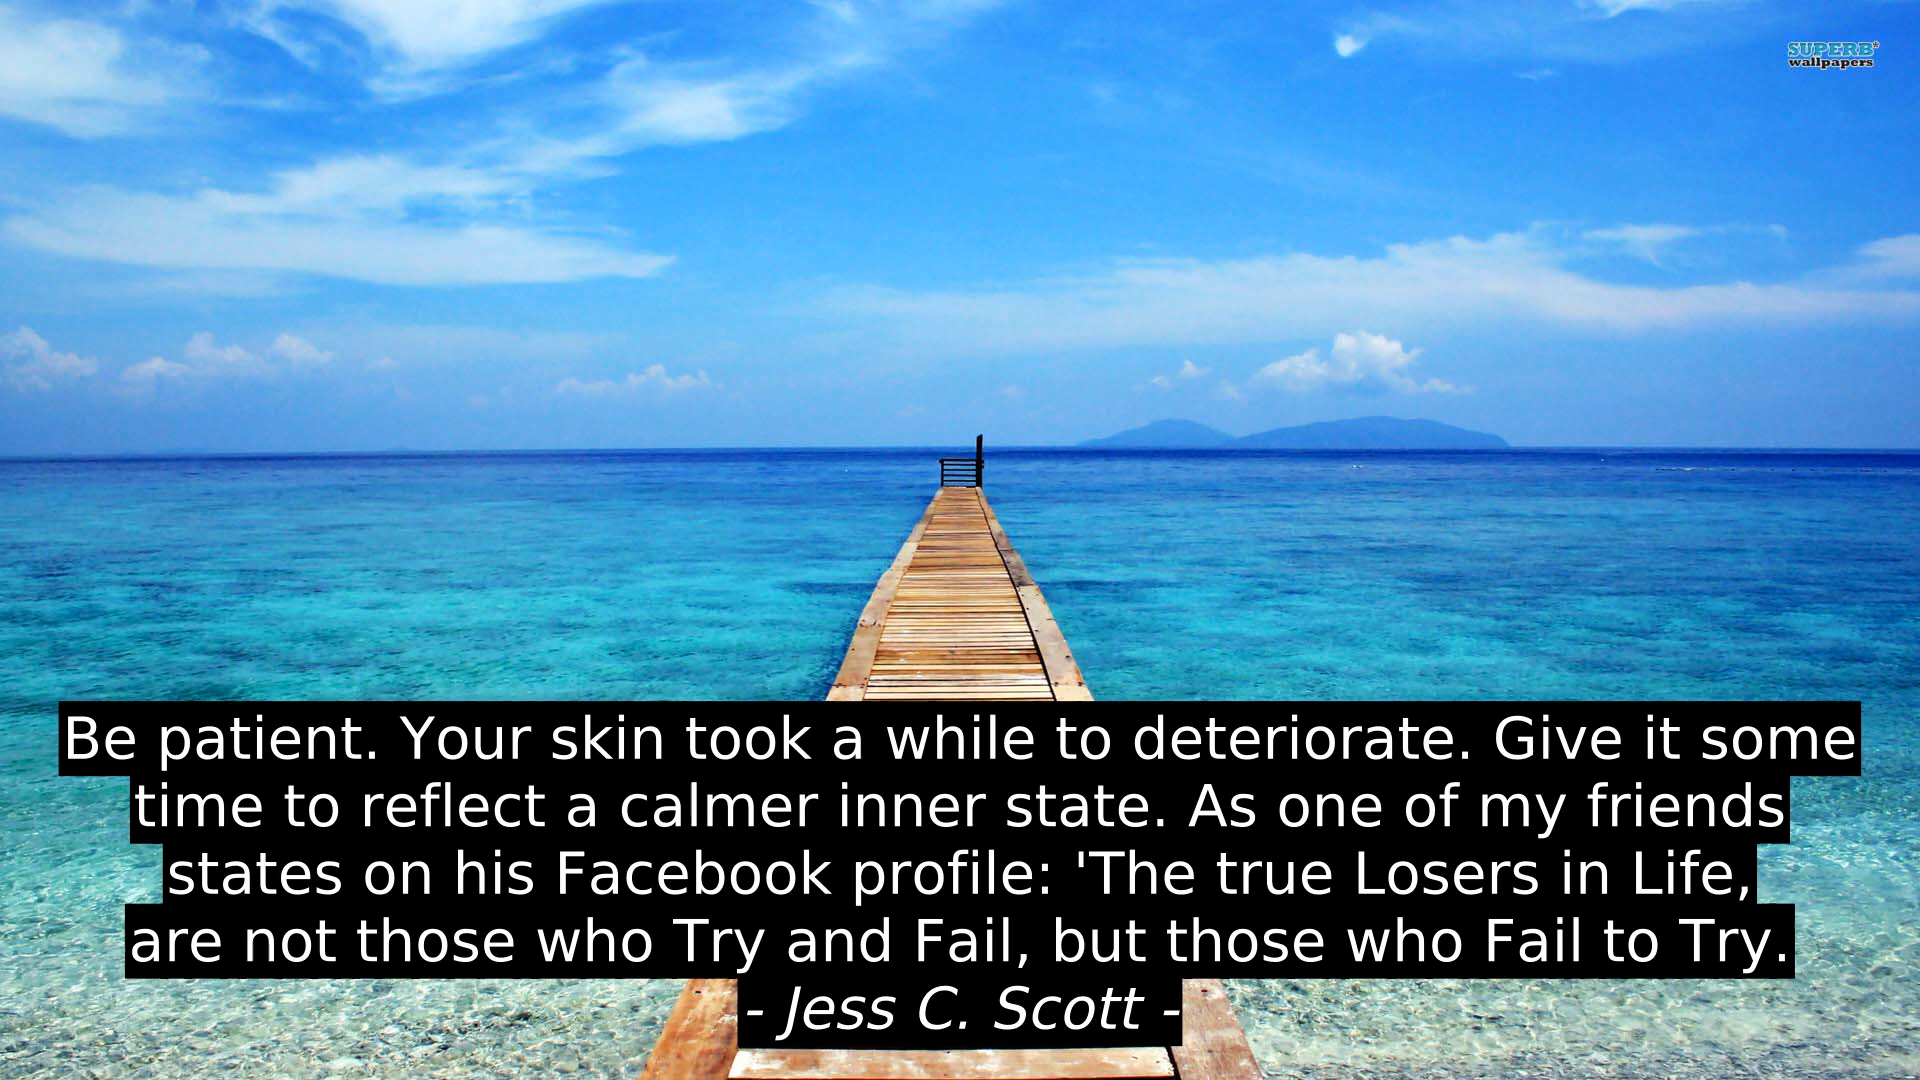 SUPERB
wallpapers
Be patient. Your skin took a while to deteriorate. Give it some
time to reflect a calmer inner state. As one of my friends
states on his Facebook profile: 'The true Losers in Life,
are not those who Try and Fail, but those who Fail to Try.
- Jess C. Scott -